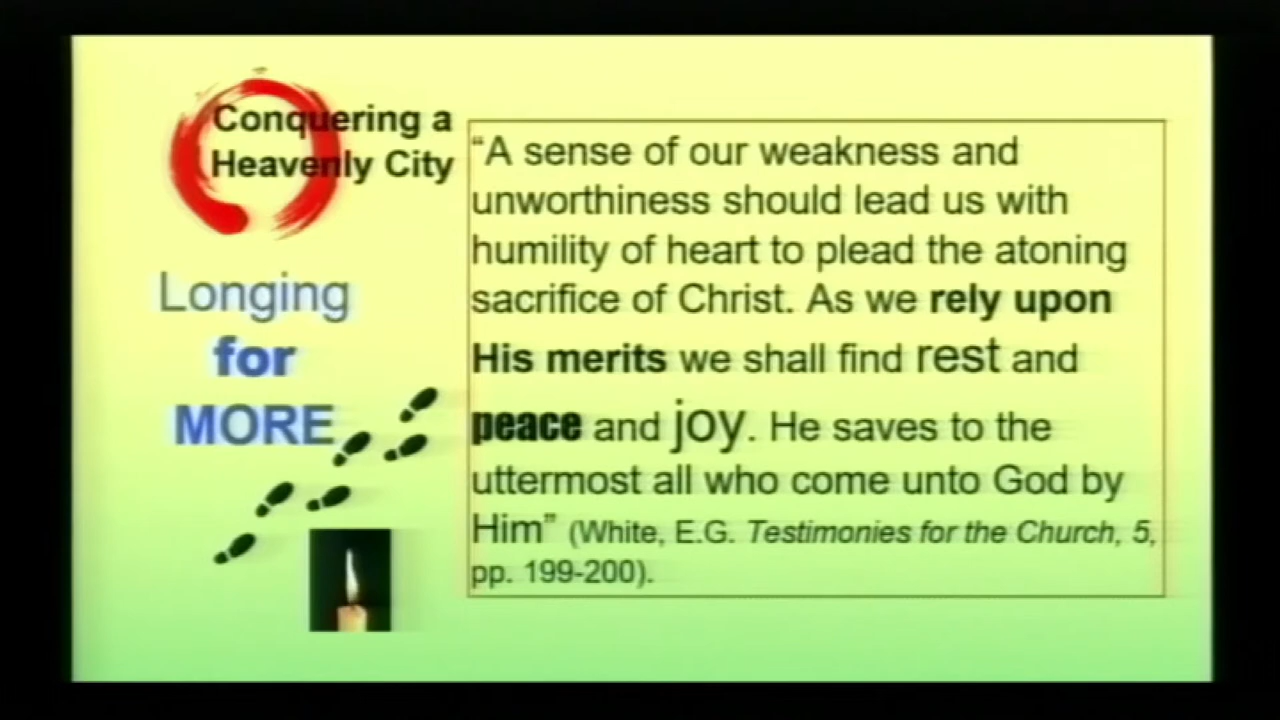 Conquering a
Heavenly City
Longing
for
MORE
“A sense of our weakness and
unworthiness should lead us with
humility of heart to plead the atoning
sacrifice of Christ. As we rely upon
His merits we shall find rest and
peace and joy. He saves to the
uttermost all who come unto God by
Him” (White, E.G. Testimonies for the Church, 5,
pp. 199-200).